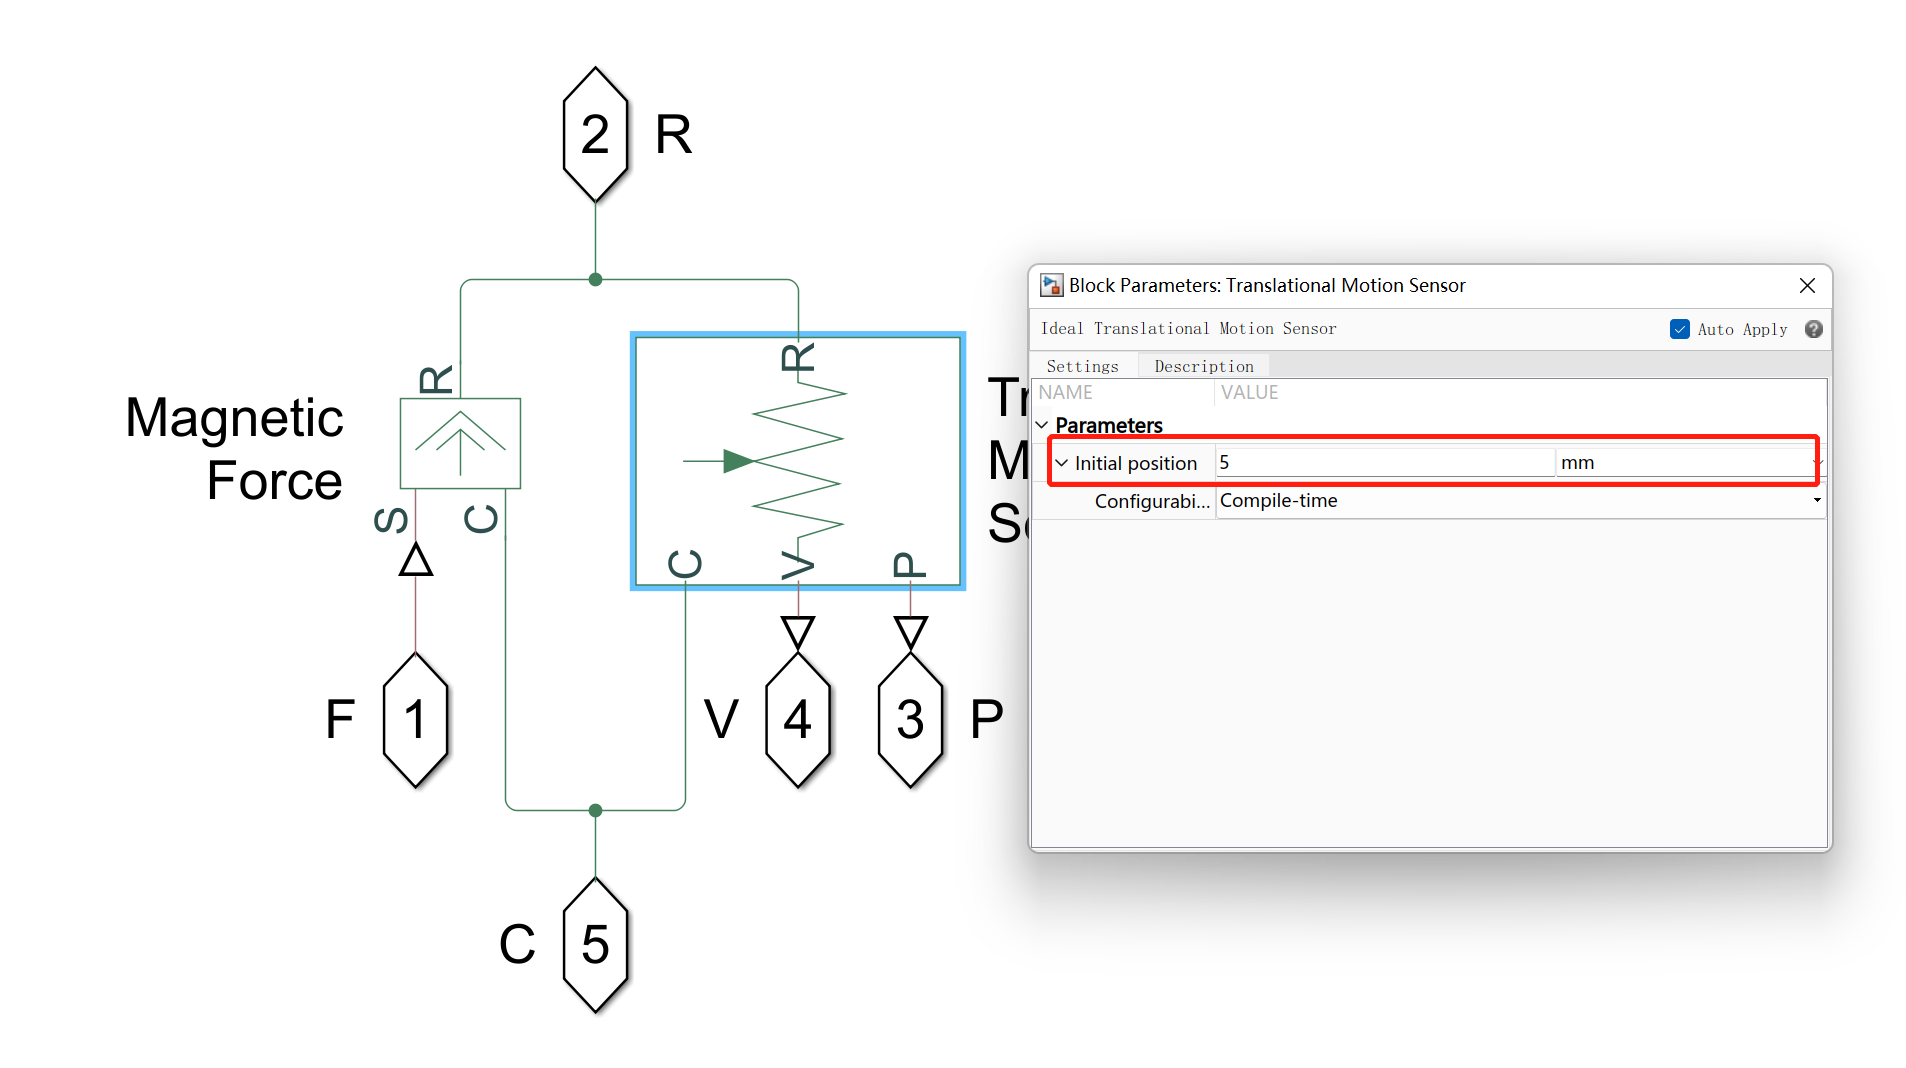 2 R
R
Magnetic
Force
S C
R
C V P
F 1
V 4
3 P
C 5
Block Parameters: Translational Motion Sensor
Ideal Translational Motion Sensor
Auto Apply
Settings Description
NAME VALUE
Parameters
Initial position 5 mm
Configurabi... Compile-time